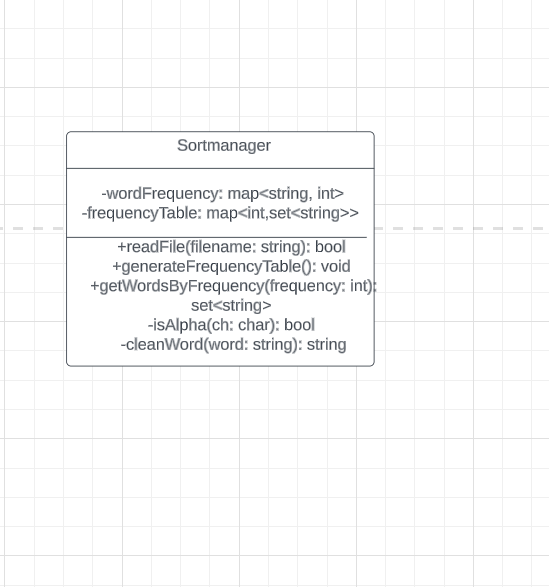 Sortmanager
-wordFrequency: map<string, int>
-frequencyTable: map<int,set<string>>
+readFile(filename: string): bool
+generateFrequencyTable(): void
+getWordsByFrequency(frequency: int):
set<string>
-isAlpha(ch: char): bool
-cleanWord(word: string): string